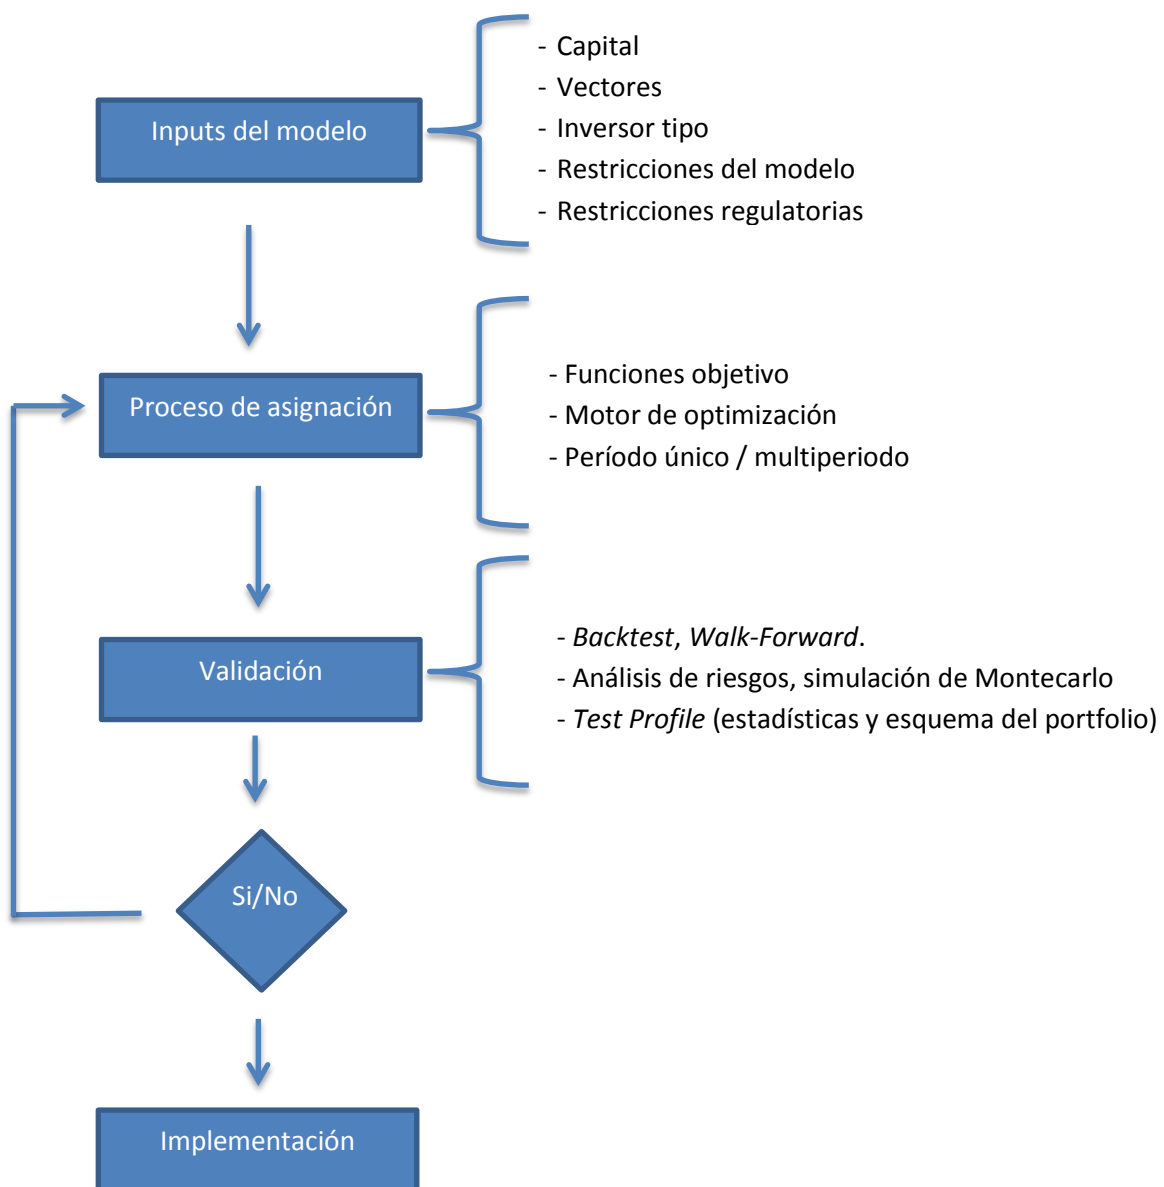 Inputs del modelo
- Capital
- Vectores
- Inversor tipo
- Restricciones del modelo
- Restricciones regulatorias
Proceso de asignación
- Funciones objetivo
- Motor de optimización
- Período único / multiperiodo
Validación
- Backtest, Walk-Forward.
- Análisis de riesgos, simulación de Montecarlo
- Test Profile (estadísticas y esquema del portfolio)
Si/No
Implementación